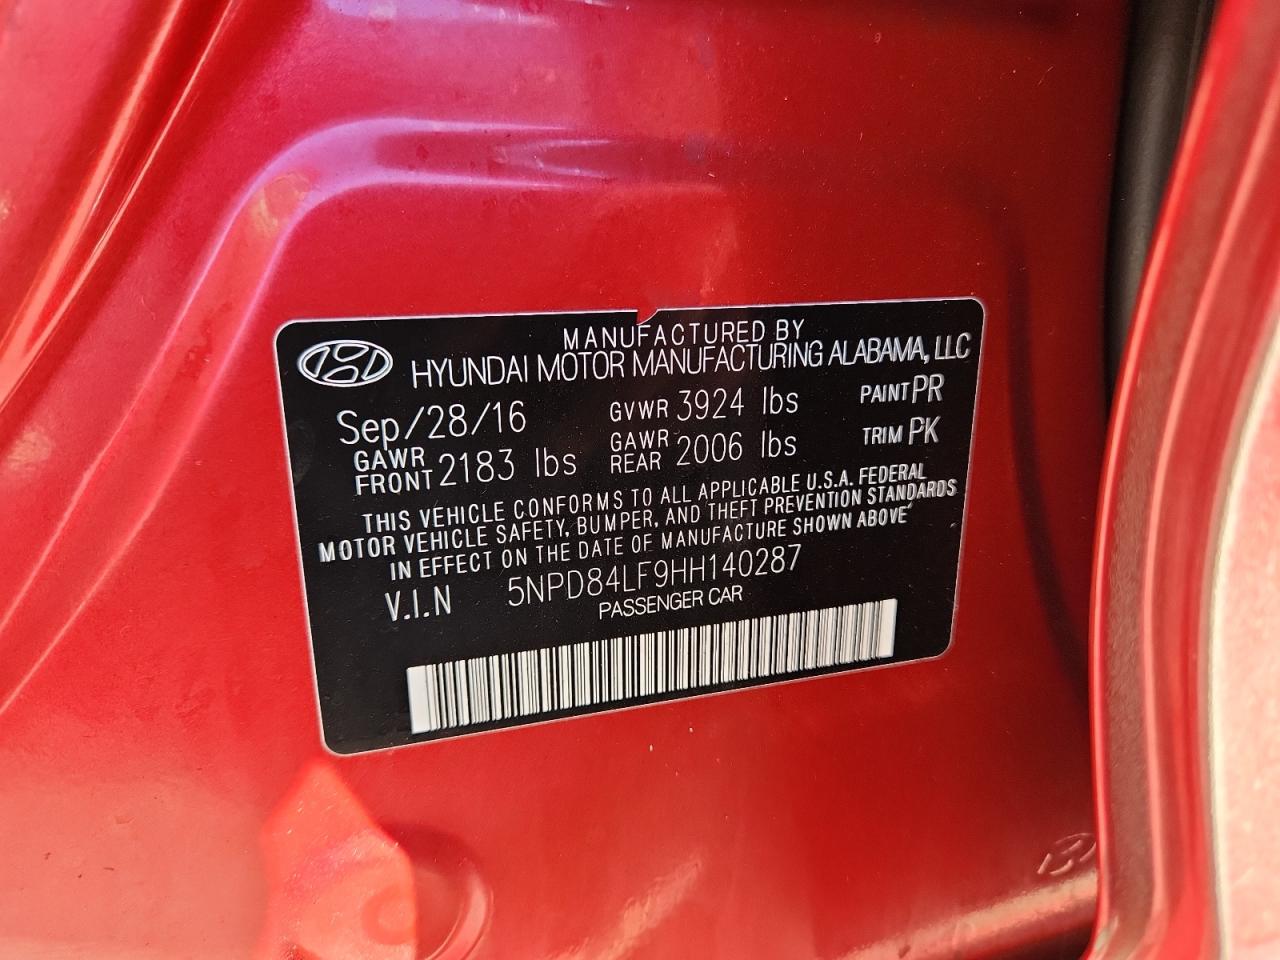 MANUFACTURED BY
HYUNDAI MOTOR MANUFACTURING ALABAMA, LLC
Sep/28/16 GVWR 3924 lbs PAINT PR
GAWR FRONT 2183 lbs GAWR REAR 2006 lbs TRIM PK
THIS VEHICLE CONFORMS TO ALL APPLICABLE U.S.A. FEDERAL
MOTOR VEHICLE SAFETY, BUMPER, AND THEFT PREVENTION STANDARDS
IN EFFECT ON THE DATE OF MANUFACTURE SHOWN ABOVE
V.I.N 5NPD84LF9HH140287
PASSENGER CAR